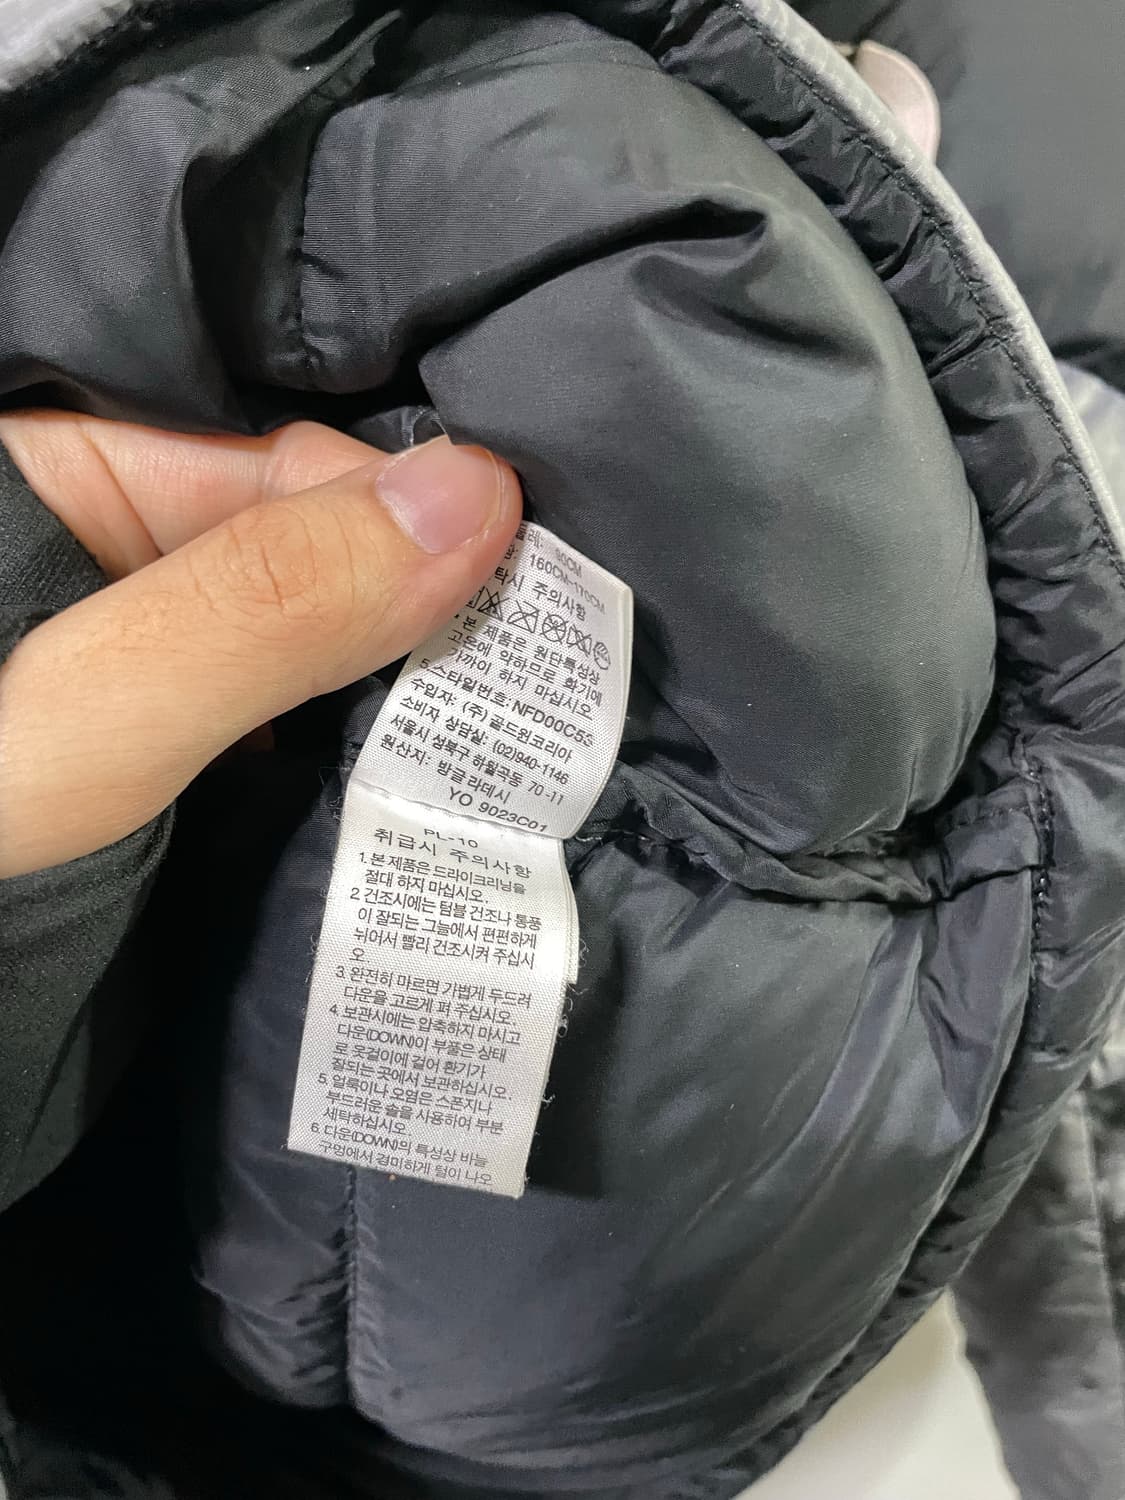 90CM
160CM-170CM
주의사항
본 제품은 원단특성상
고온에 약하므로 화기에
가까이 하지 마십시오.
5.스타일번호: NFD00C53
수입자: (주)골드윈코리아
소비자 상담실: (02)940-1146
서울시 성북구 하월곡동 70-11
원산지: 방글라데시
YO 9023C01
PL-10
취급시 주의사항
1.본제품은드라이크리닝을
절대 하지 마십시오.
2 건조시에는 텀블 건조나 통풍
이 잘되는 그늘에서 편편하게
뉘어서 빨리 건조시켜 주십시
오.
3. 완전히 마르면 가볍게 두드려
다운을 고르게 펴 주십시오.
4. 보관시에는 압축하지 마시고
다운(DOWN)이 부풀은 상태
로 옷걸이에 걸어 환기가
잘되는 곳에서 보관하십시오.
5. 얼룩이나 오염은 스폰지나
부드러운 솔을 사용하여 부분
세탁하십시오.
6. 다운(DOWN)의 특성상 바늘
구멍에서 경미하게 털이 나오